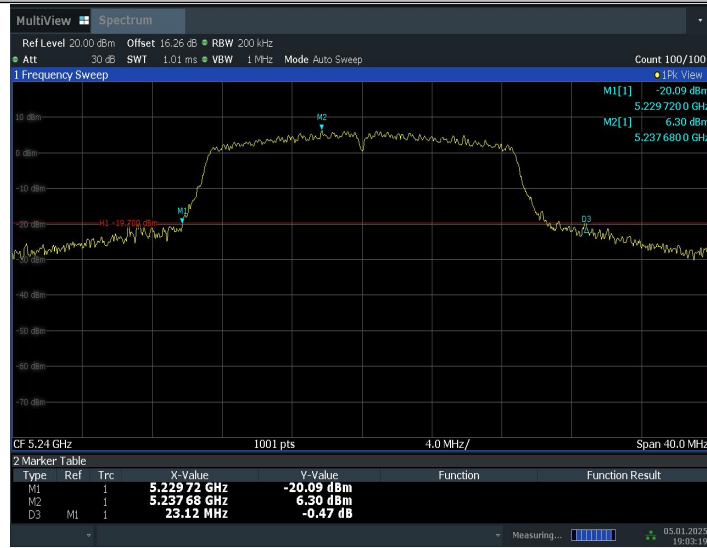 MultiView Spectrum
Ref Level 20.00 dBm Offset 16.26 dB RBW 200 kHz
Att 30 dB SWT 1.01 ms VBW 1 MHz Mode Auto Sweep Count 100/100
1 Frequency Sweep 1Pk View
M1[1] -20.09 dBm
5.229 720 0 GHz
M2[1] 6.30 dBm
5.237 680 0 GHz
10 dBm
M2
0 dBm
-10 dBm
M1
-20 dBm H1 -19.700 dBm D3
-30 dBm
-40 dBm
-50 dBm
-60 dBm
-70 dBm
CF 5.24 GHz 1001 pts 4.0 MHz/ Span 40.0 MHz
2 Marker Table
Type Ref Trc X-Value Y-Value Function Function Result
M1 1 5.229 72 GHz -20.09 dBm
M2 1 5.237 68 GHz 6.30 dBm
D3 M1 1 23.12 MHz -0.47 dB
Measuring... 05.01.2025
19:03:19